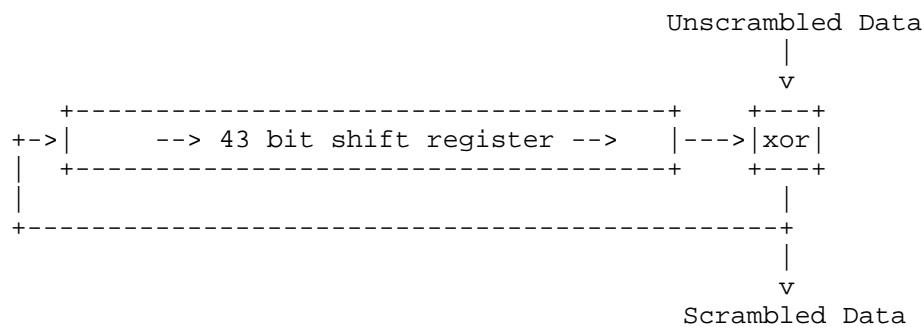 Unscrambled Data
|
v
+-------------------------------------+ +---+
+->| --> 43 bit shift register --> |--->|xor|
| +-------------------------------------+ +---+
| |
+-----------------------------------------------+
|
v
Scrambled Data